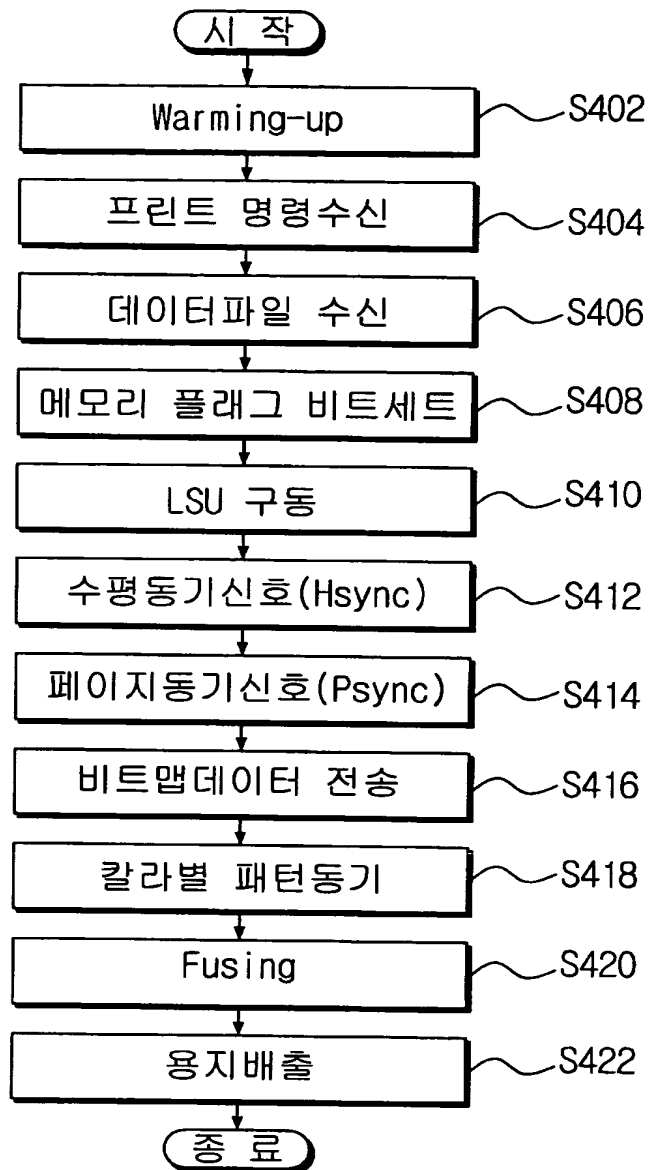 시 작
Warming-up S402
프린트 명령수신 S404
데이터파일 수신 S406
메모리 플래그 비트세트 S408
LSU 구동 S410
수평동기신호(Hsync) S412
페이지동기신호(Psync) S414
비트맵데이터 전송 S416
칼라별 패턴동기 S418
Fusing S420
용지배출 S422
종 료